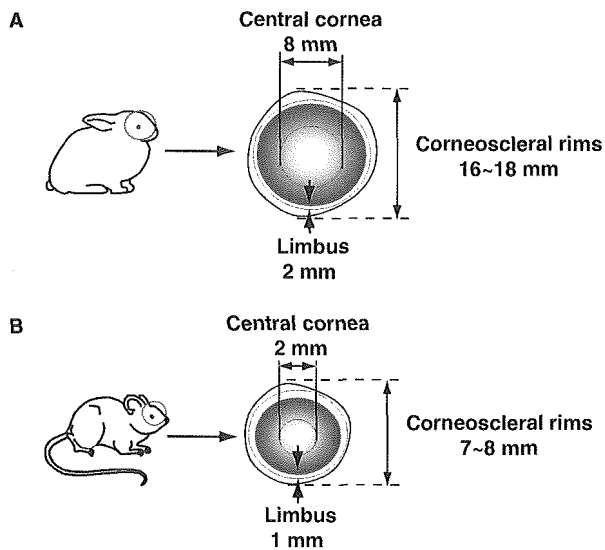 A
Central cornea
8 mm
Corneoscleral rims
16~18 mm
Limbus
2 mm
B
Central cornea
2 mm
Corneoscleral rims
7~8 mm
Limbus
1 mm